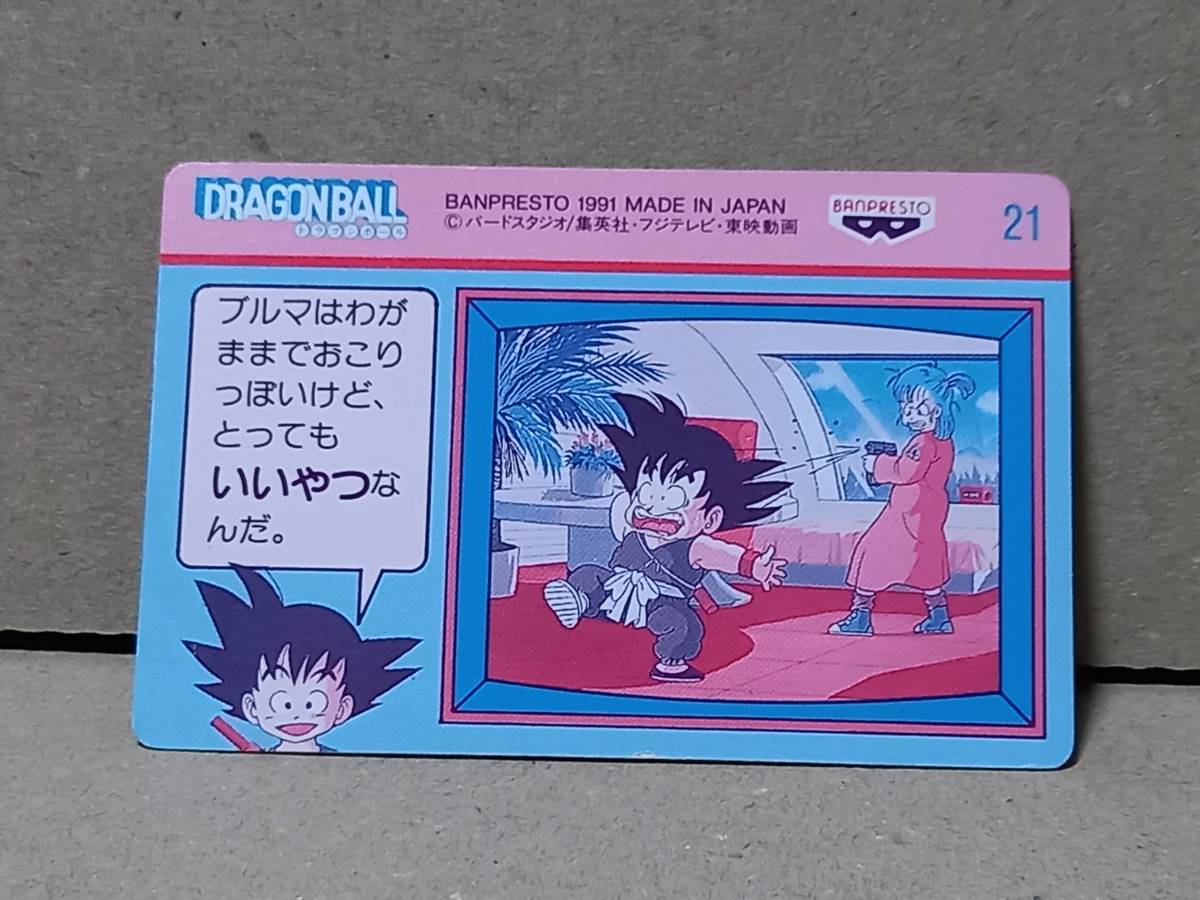 DRAGONBALL
ドラゴンボール
BANPRESTO 1991 MADE IN JAPAN
©バードスタジオ/集英社・フジテレビ・東映動画
BANPRESTO
21
ブルマはわが
ままでおこり
っぽいけど、
とっても
いいやつな
んだ。